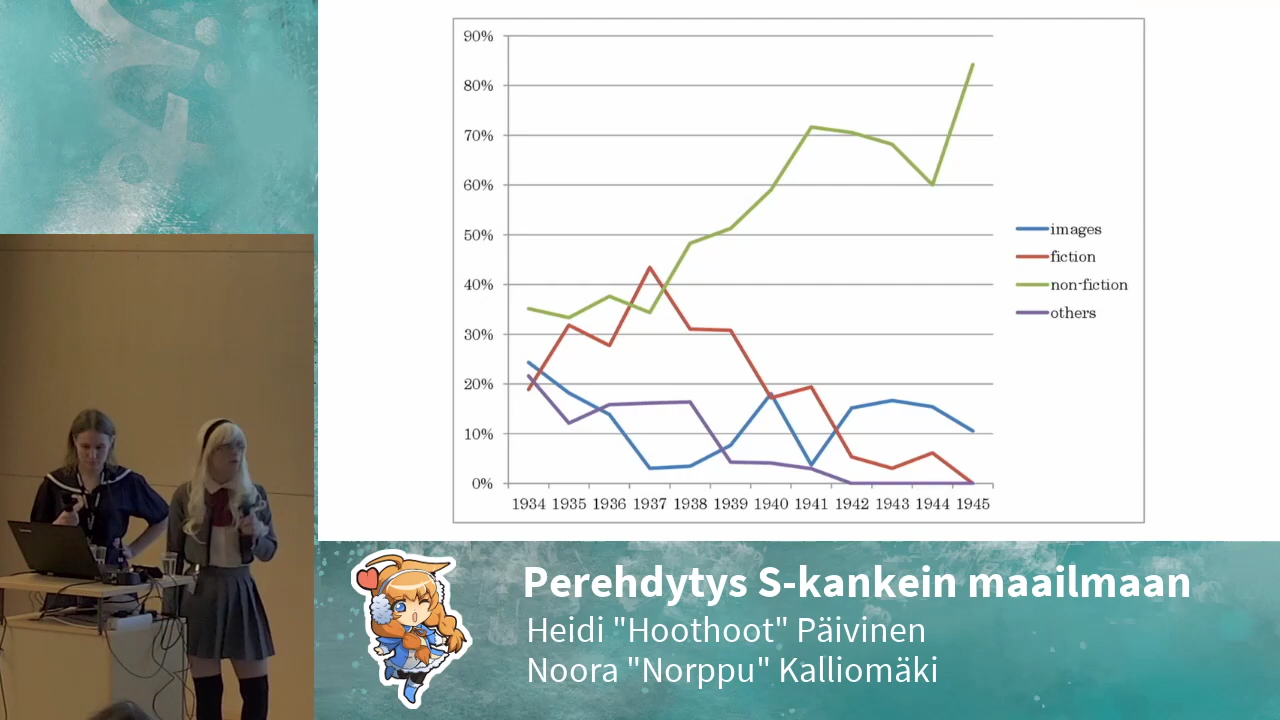 90%
80%
70%
60%
50%
40%
30%
20%
10%
0%
1934 1935 1936 1937 1938 1939 1940 1941 1942 1943 1944 1945
images
fiction
non-fiction
others
Perehdytys S-kankein maailmaan
Heidi "Hoothoot" Päivinen
Noora "Norppu" Kalliomäki